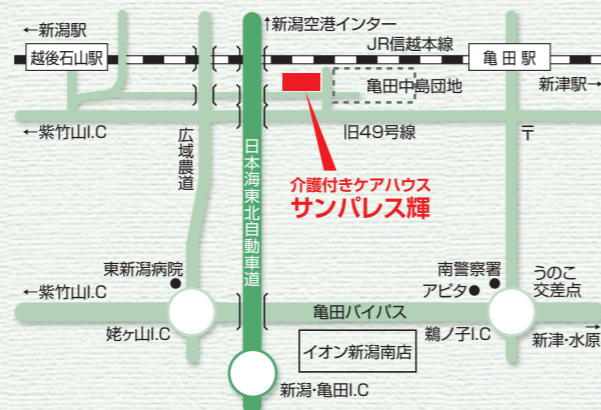 ←新潟駅
↑新潟空港インター
JR信越本線
越後石山駅
亀田駅
亀田中島団地
新津駅→
←紫竹山I.C
広域農道
旧49号線
〒
日本海東北自動車道
介護付きケアハウス
サンパレス輝
東新潟病院
南警察署
アピタ
うのこ
交差点
←紫竹山I.C
亀田バイパス
姥ヶ山I.C
鵜ノ子I.C
→
新津・水原
イオン新潟南店
新潟・亀田I.C